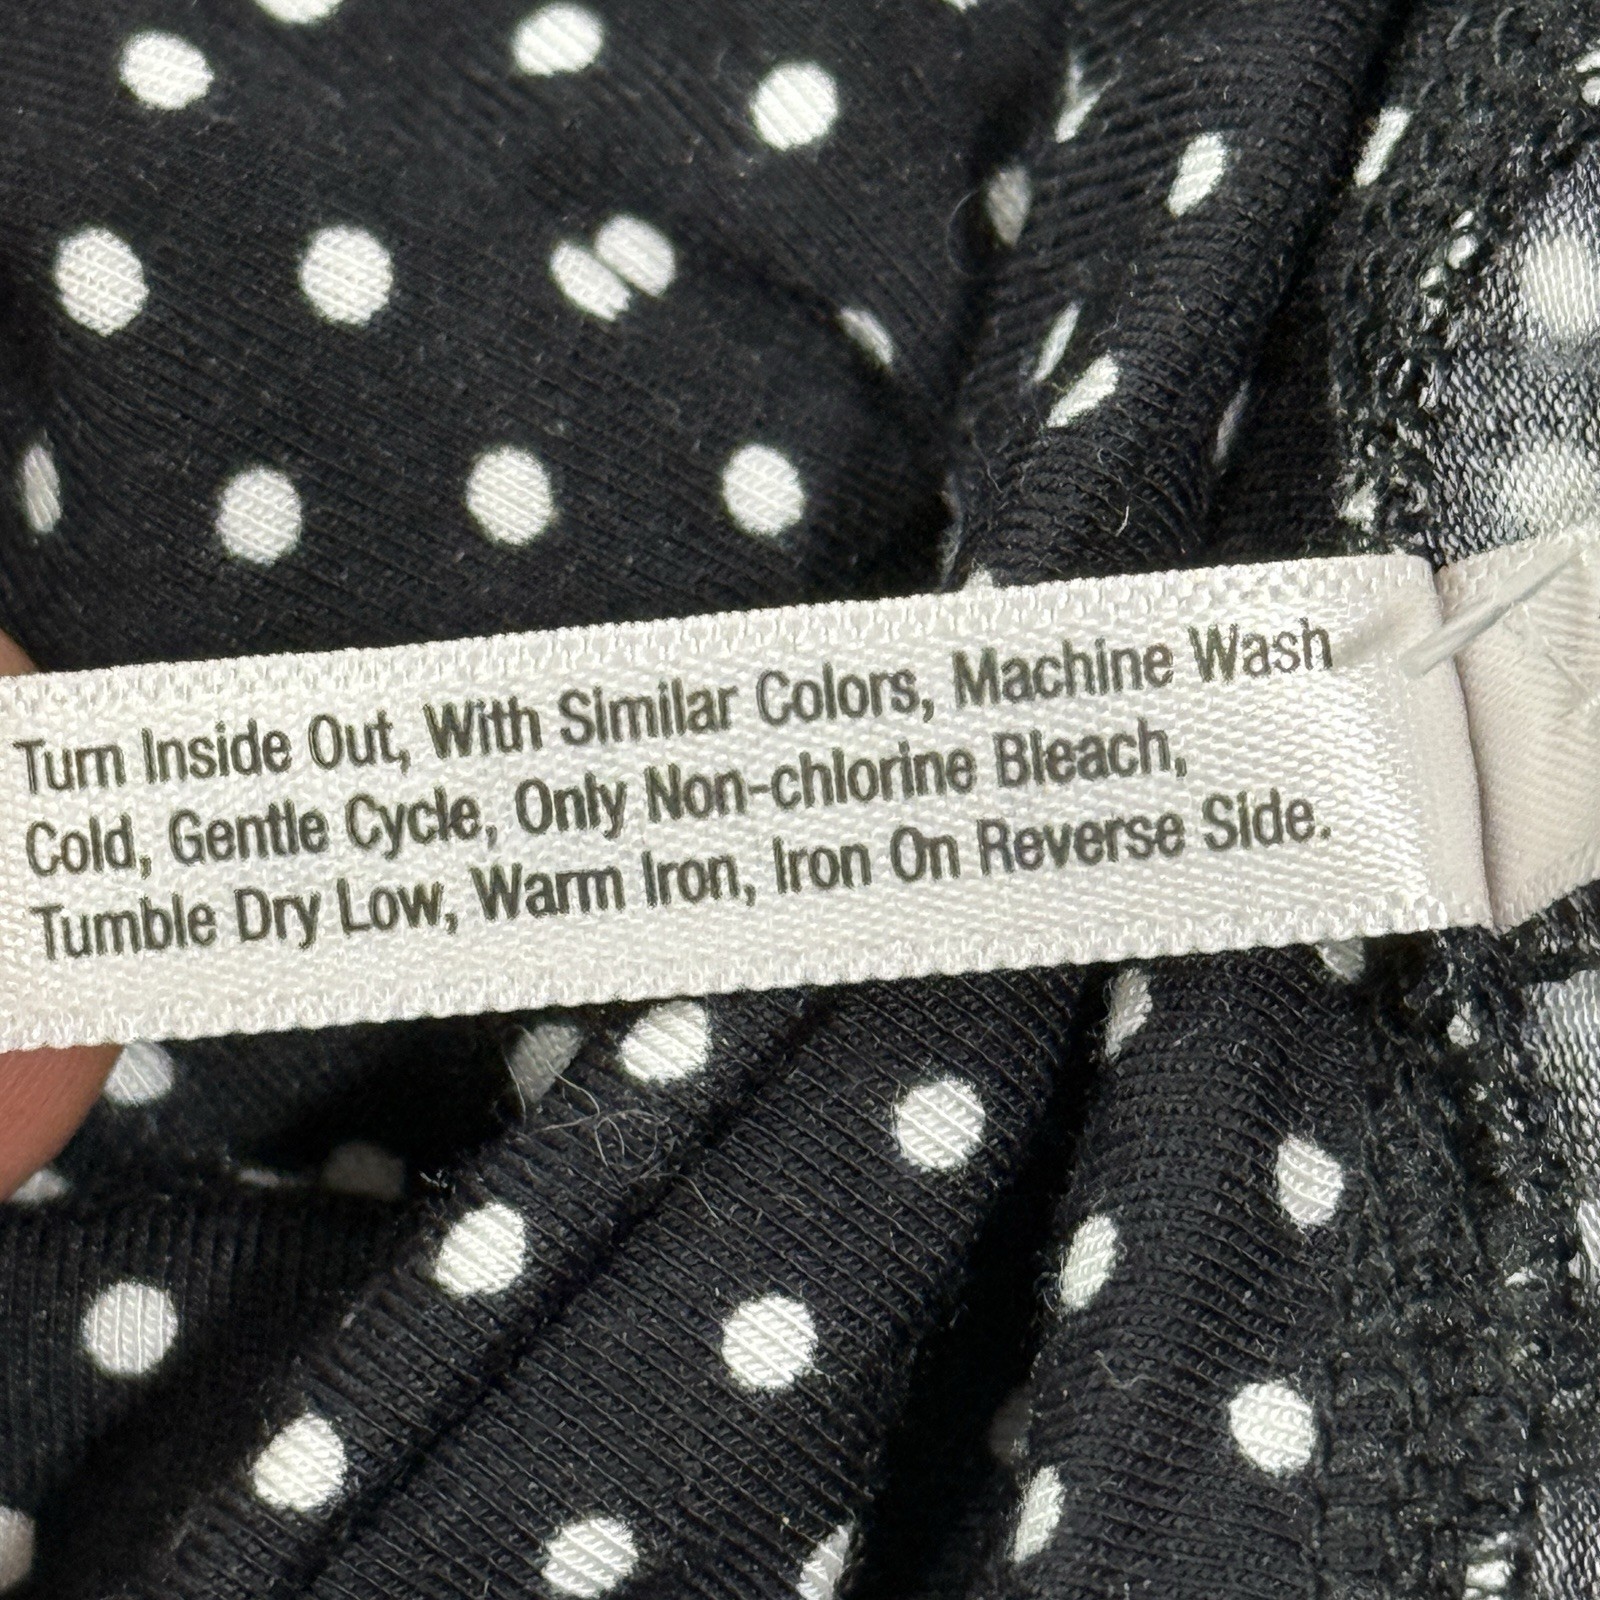 Turn Inside Out, With Similar Colors, Machine Wash
Cold, Gentle Cycle, Only Non-chlorine Bleach,
Tumble Dry Low, Warm Iron, Iron On Reverse Side.